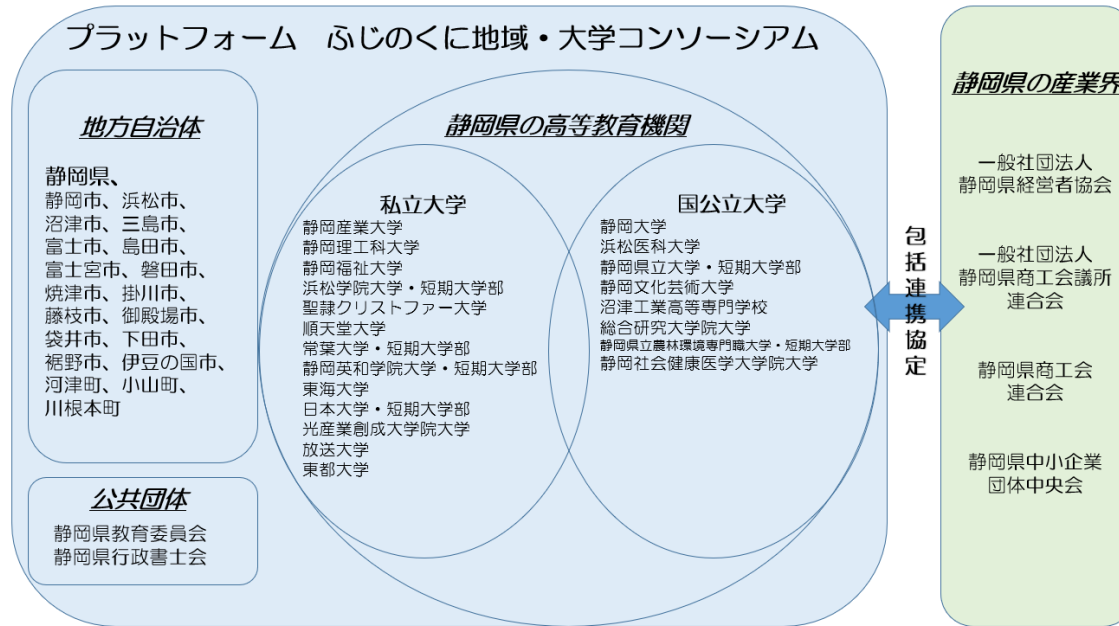 プラットフォーム　ふじのくに地域・大学コンソーシアム
地方自治体
静岡県、
静岡市、浜松市、
沼津市、三島市、
富士市、島田市、
富士宮市、磐田市、
焼津市、掛川市、
藤枝市、御殿場市、
袋井市、下田市、
裾野市、伊豆の国市、
河津町、小山町、
川根本町
公共団体
静岡県教育委員会
静岡県行政書士会
静岡県の高等教育機関
私立大学
静岡産業大学
静岡理工科大学
静岡福祉大学
浜松学院大学・短期大学部
聖隷クリストファー大学
順天堂大学
常葉大学・短期大学部
静岡英和学院大学・短期大学部
東海大学
日本大学・短期大学部
光産業創成大学院大学
放送大学
東都大学
国公立大学
静岡大学
浜松医科大学
静岡県立大学・短期大学部
静岡文化芸術大学
沼津工業高等専門学校
総合研究大学院大学
静岡県立農林環境専門職大学・短期大学部
静岡社会健康医学大学院大学
包括連携協定
静岡県の産業界
一般社団法人
静岡県経営者協会
一般社団法人
静岡県商工会議所
連合会
静岡県商工会
連合会
静岡県中小企業
団体中央会